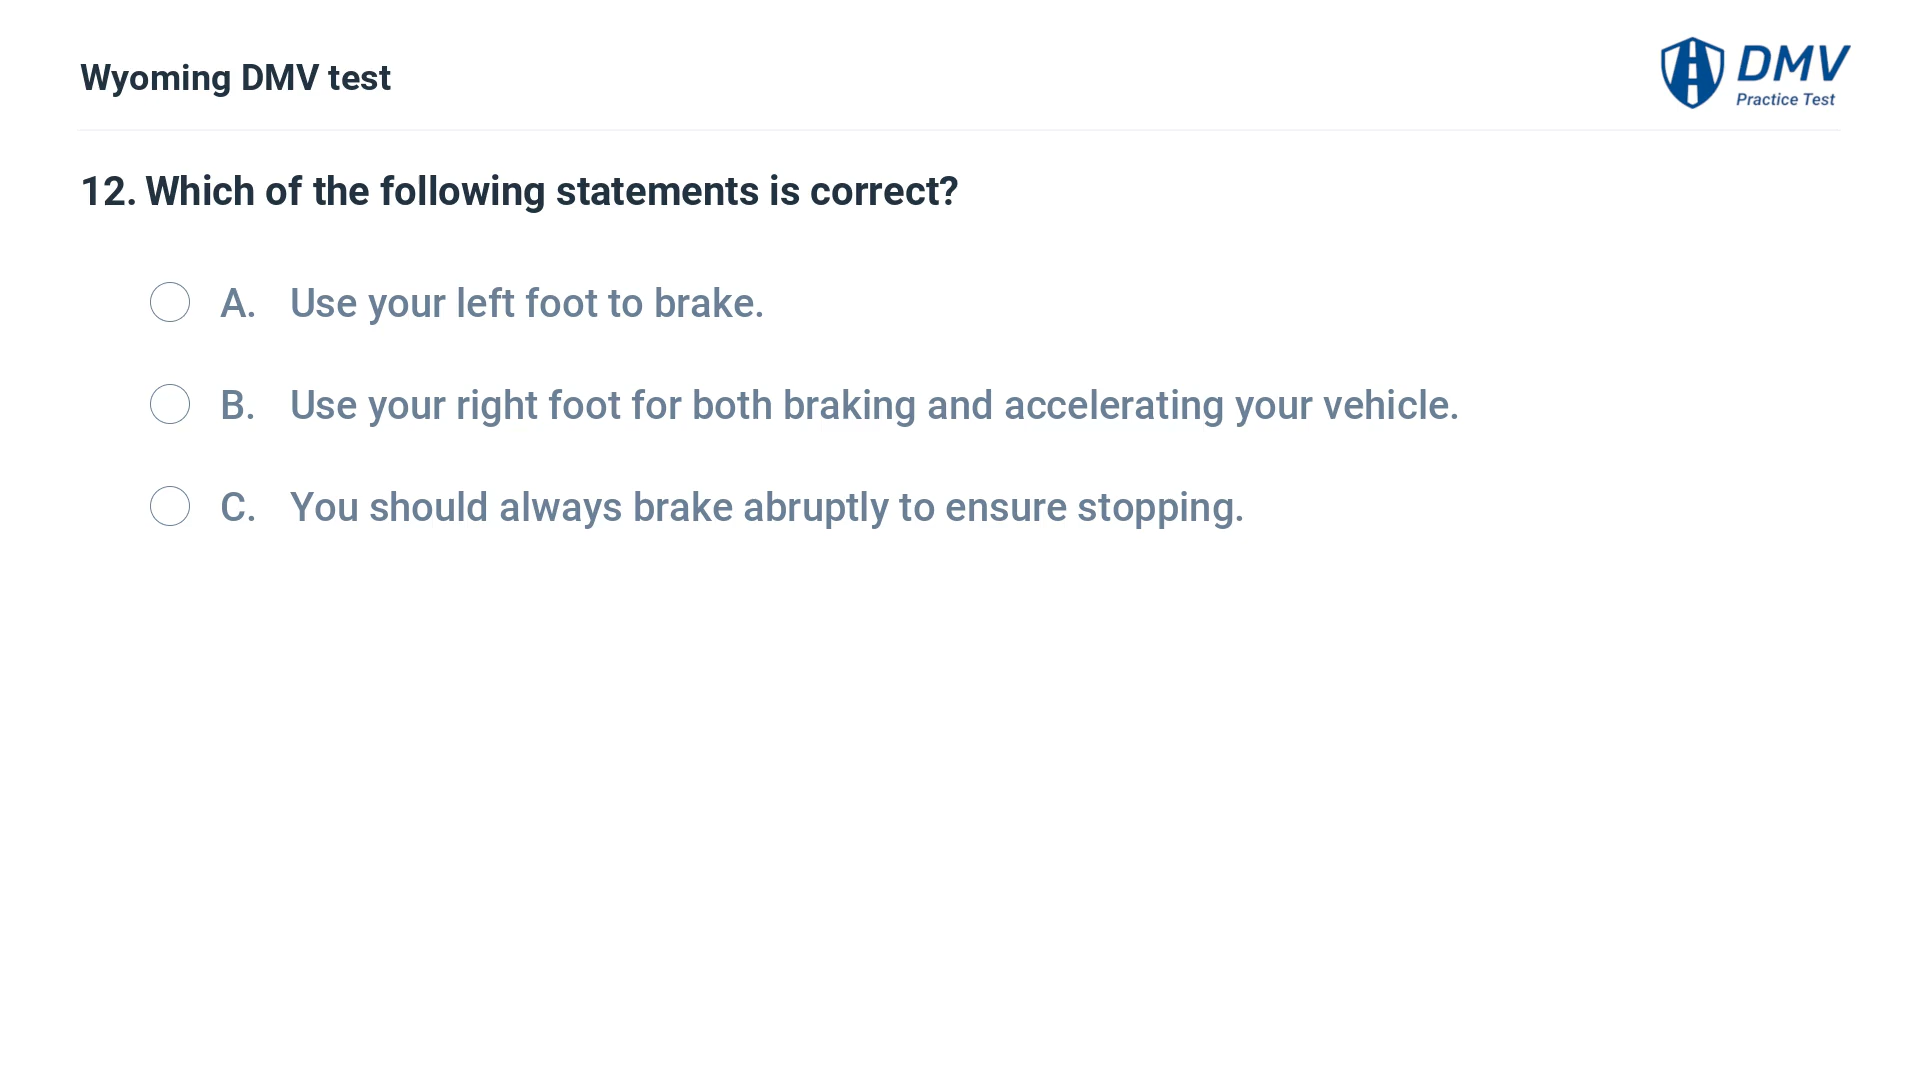 Wyoming DMV test
DMV
Practice Test
12. Which of the following statements is correct?
A. Use your left foot to brake.
B. Use your right foot for both braking and accelerating your vehicle.
C. You should always brake abruptly to ensure stopping.